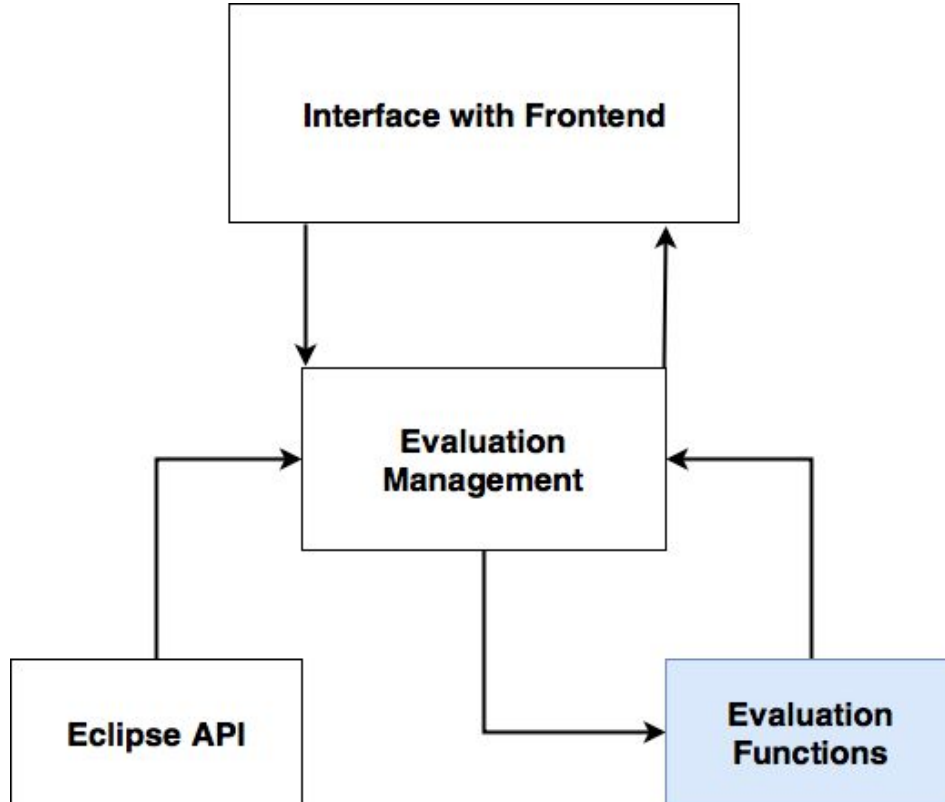 Interface with Frontend
Evaluation
Management
Eclipse API
Evaluation
Functions